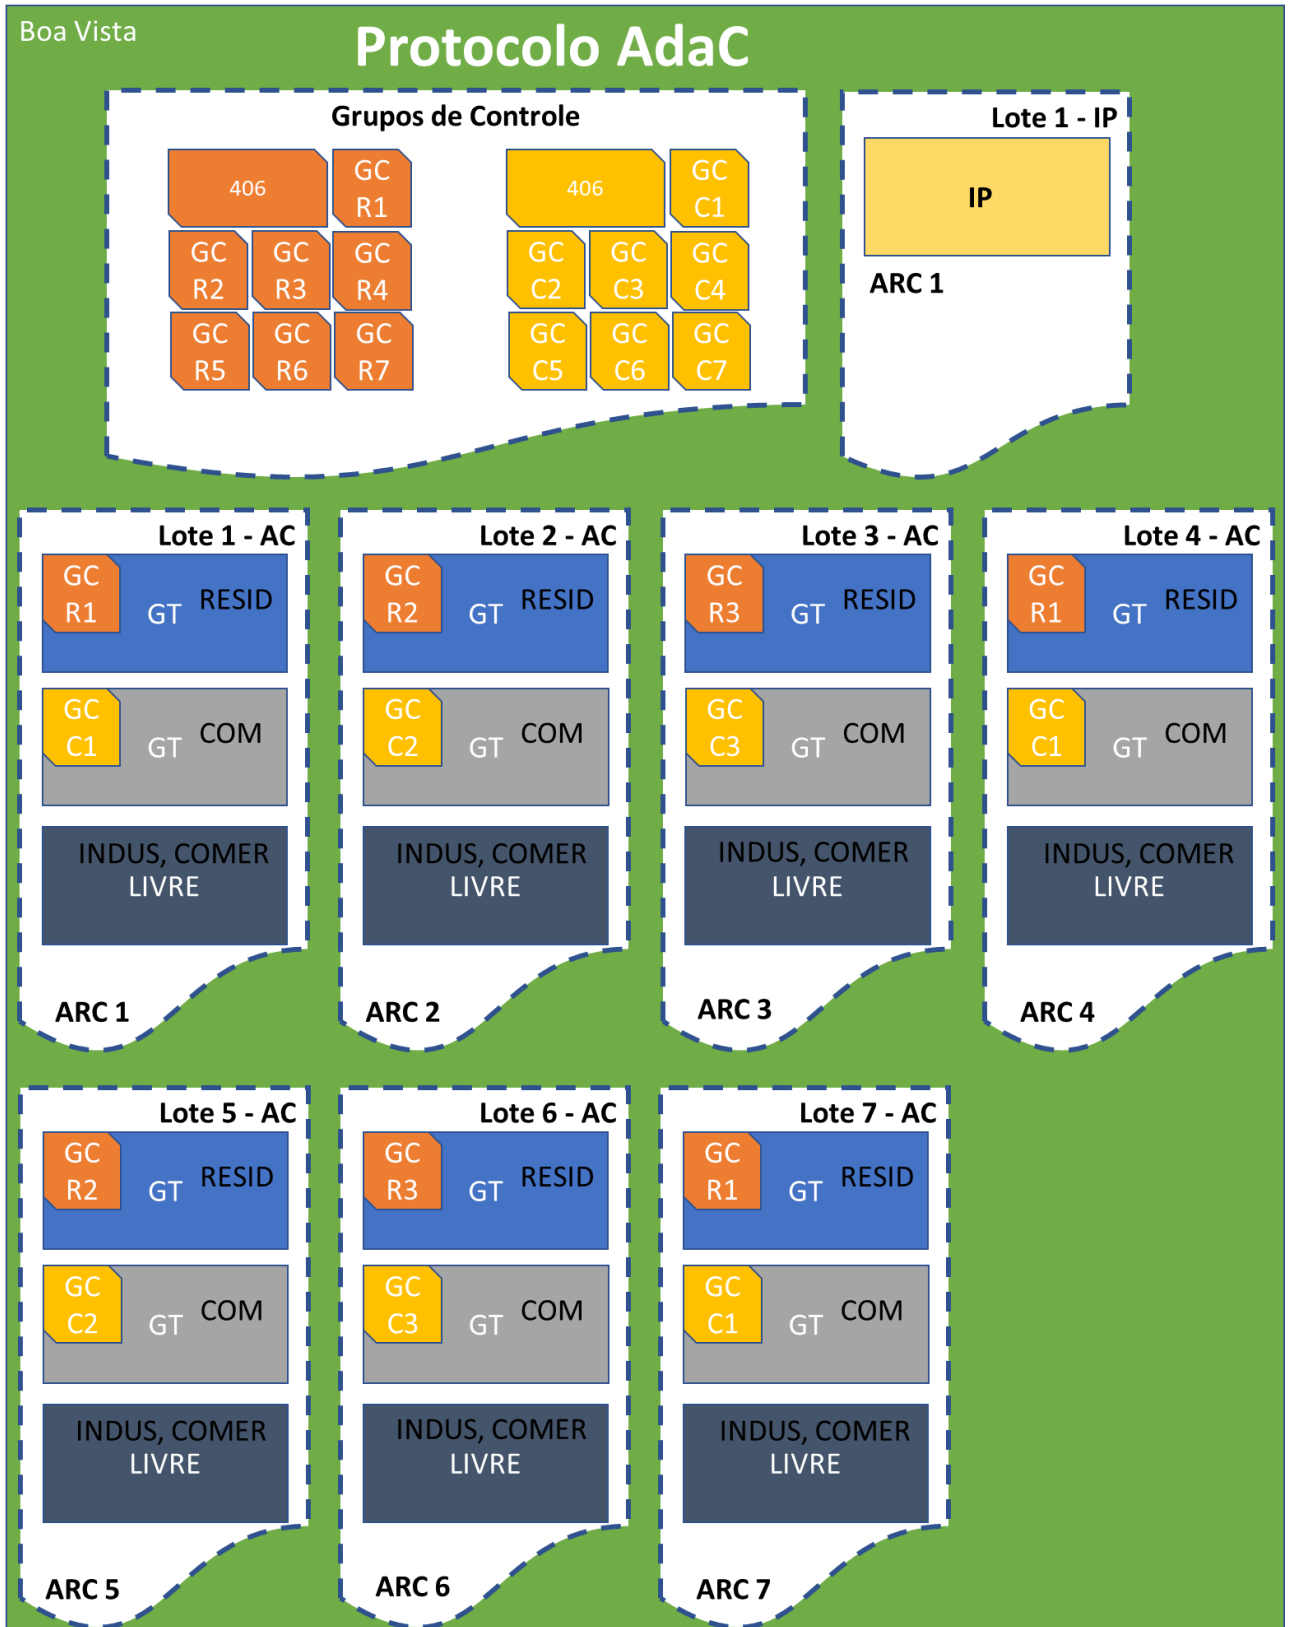 Boa Vista
Protocolo AdaC
Grupos de Controle
406
GC
R1
GC
R2
GC
R3
GC
R4
GC
R5
GC
R6
GC
R7
406
GC
C1
GC
C2
GC
C3
GC
C4
GC
C5
GC
C6
GC
C7
Lote 1 - IP
IP
ARC 1
Lote 1 - AC
GC
R1
GT
RESID
GC
C1
GT
COM
INDUS, COMER
LIVRE
ARC 1
Lote 2 - AC
GC
R2
GT
RESID
GC
C2
GT
COM
INDUS, COMER
LIVRE
ARC 2
Lote 3 - AC
GC
R3
GT
RESID
GC
C3
GT
COM
INDUS, COMER
LIVRE
ARC 3
Lote 4 - AC
GC
R1
GT
RESID
GC
C1
GT
COM
INDUS, COMER
LIVRE
ARC 4
Lote 5 - AC
GC
R2
GT
RESID
GC
C2
GT
COM
INDUS, COMER
LIVRE
ARC 5
Lote 6 - AC
GC
R3
GT
RESID
GC
C3
GT
COM
INDUS, COMER
LIVRE
ARC 6
Lote 7 - AC
GC
R1
GT
RESID
GC
C1
GT
COM
INDUS, COMER
LIVRE
ARC 7